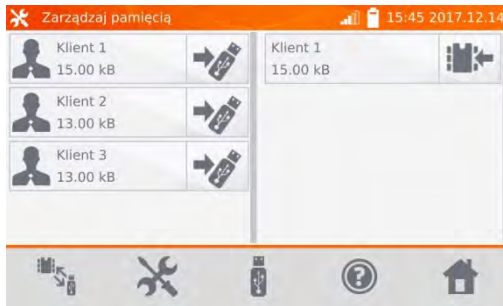 Zarządzaj pamięcią
15:45 2017.12.14
Klient 1
15.00 kB
Klient 2
13.00 kB
Klient 3
13.00 kB
Klient 1
15.00 kB